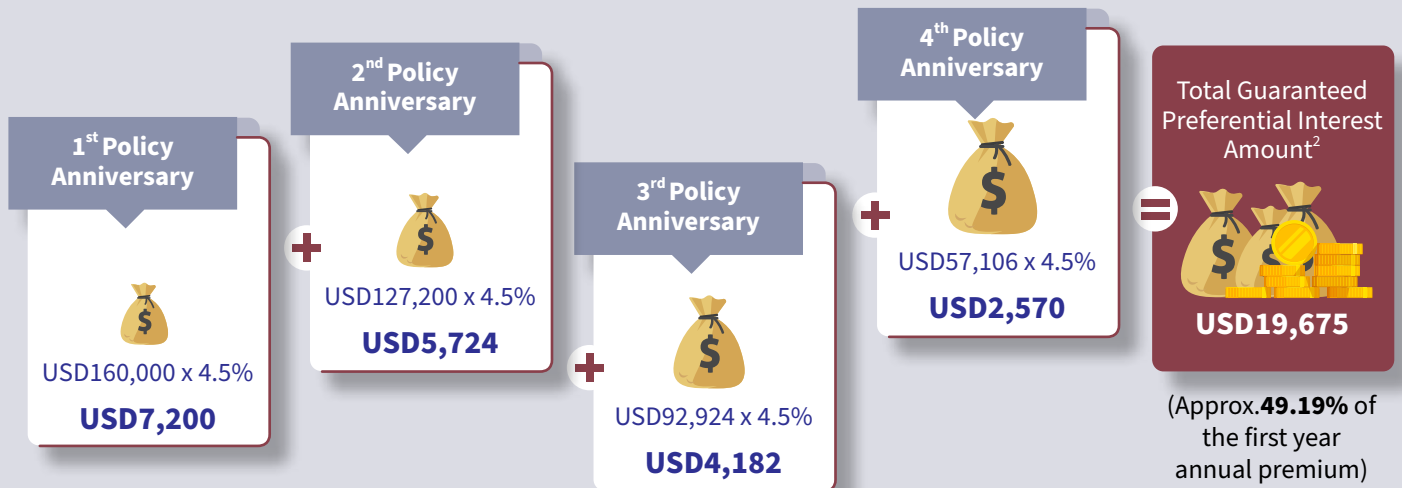 1st Policy
Anniversary
$
USD160,000 x 4.5%
USD7,200
+
2nd Policy
Anniversary
$
USD127,200 x 4.5%
USD5,724
+
3rd Policy
Anniversary
$
USD92,924 x 4.5%
USD4,182
+
4th Policy
Anniversary
$
USD57,106 x 4.5%
USD2,570
=
Total Guaranteed
Preferential Interest
Amount2
$ $ $
USD19,675
(Approx.49.19% of
the first year
annual premium)